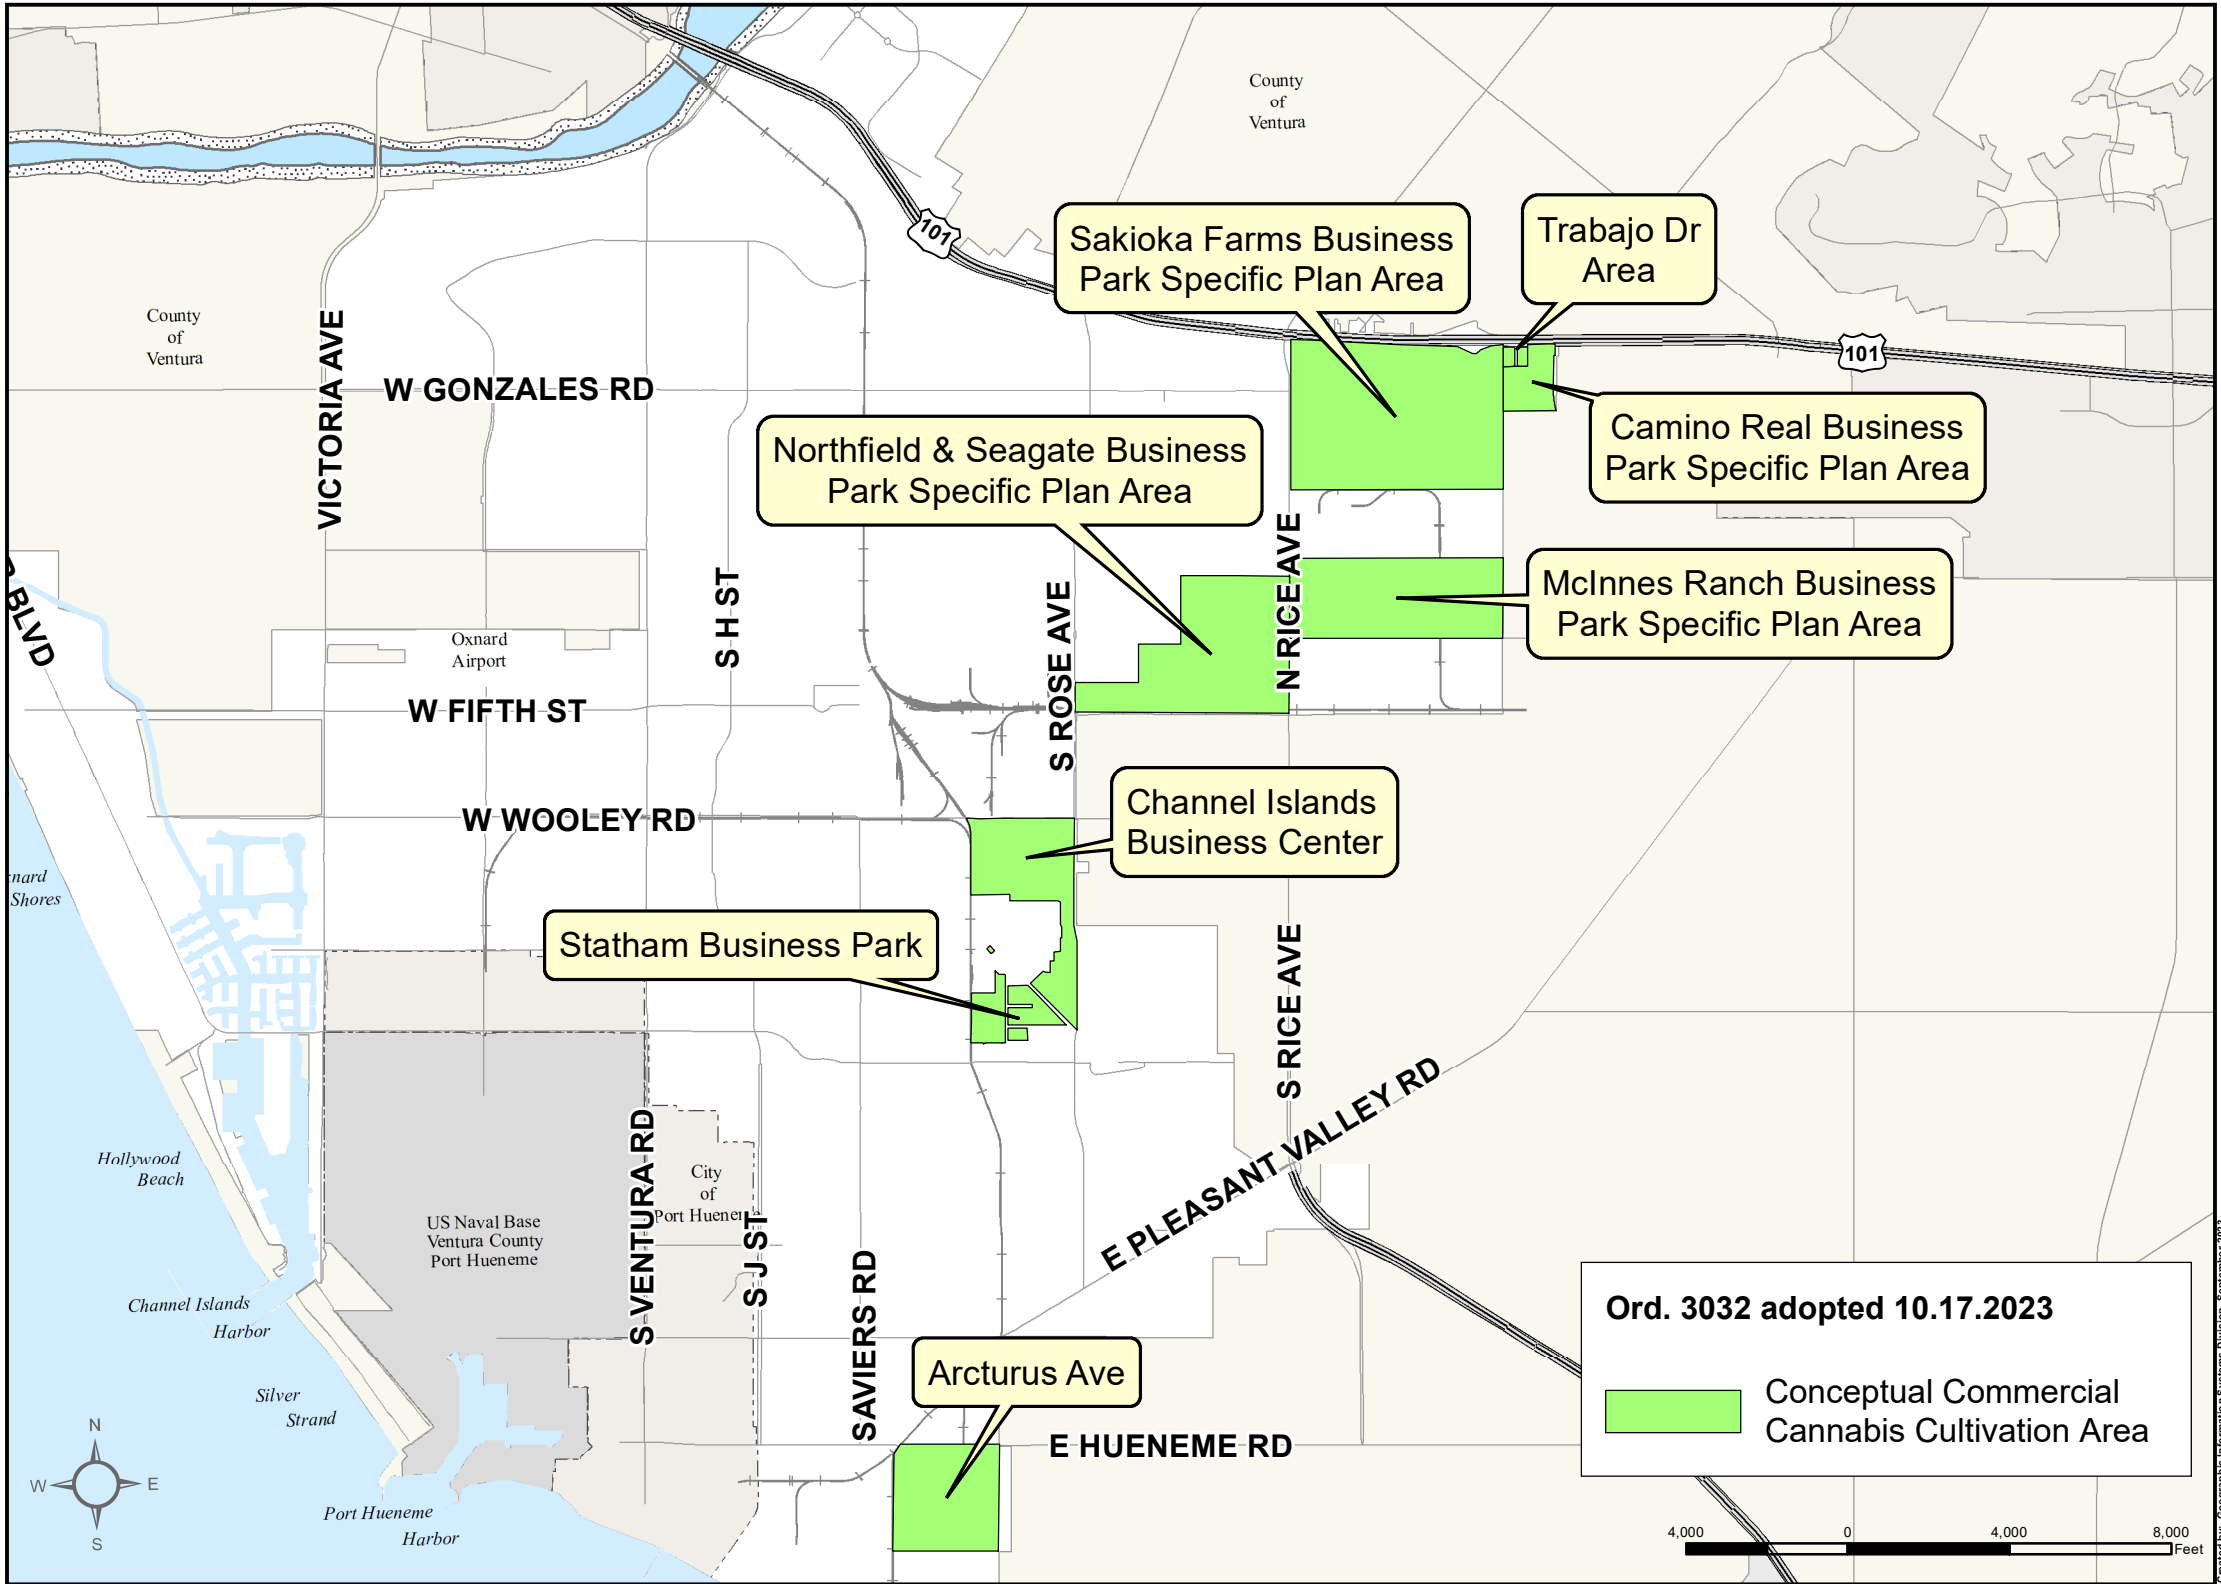 County
of
Ventura
101
Sakioka Farms Business
Park Specific Plan Area
Trabajo Dr
Area
County
of
Ventura
VICTORIA AVE
W GONZALES RD
101
Northfield & Seagate Business
Park Specific Plan Area
Camino Real Business
Park Specific Plan Area
N RICE AVE
McInnes Ranch Business
Park Specific Plan Area
BLVD
S H ST
S ROSE AVE
Oxnard
Airport
W FIFTH ST
W WOOLEY RD
Channel Islands
Business Center
Shores
Statham Business Park
S RICE AVE
Hollywood
Beach
US Naval Base
Ventura County
Port Hueneme
S VENTURA RD
City
of
Port Hueneme
S J ST
E PLEASANT VALLEY RD
SAVIERS RD
Channel Islands
Harbor
Silver
Strand
Arcturus Ave
E HUENEME RD
Port Hueneme
Harbor
N
W
E
S
Ord. 3032 adopted 10.17.2023
Conceptual Commercial
Cannabis Cultivation Area
4,000 0 4,000 8,000
Feet